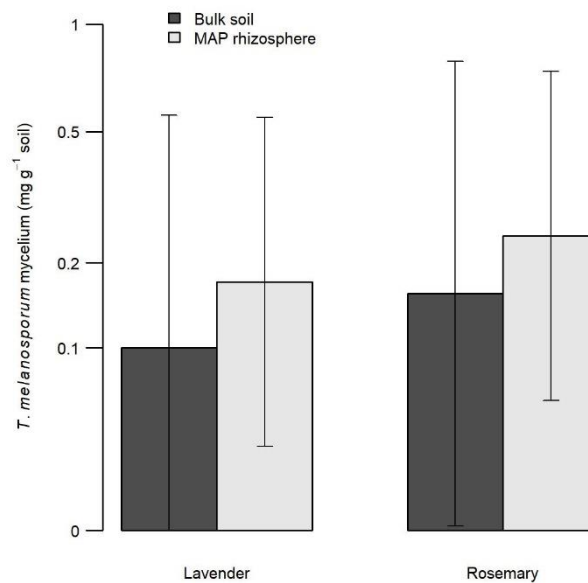 Bulk soil
MAP rhizosphere
T. melanosporum mycelium (mg g⁻¹ soil)
1
0.5
0.2
0.1
0
Lavender
Rosemary